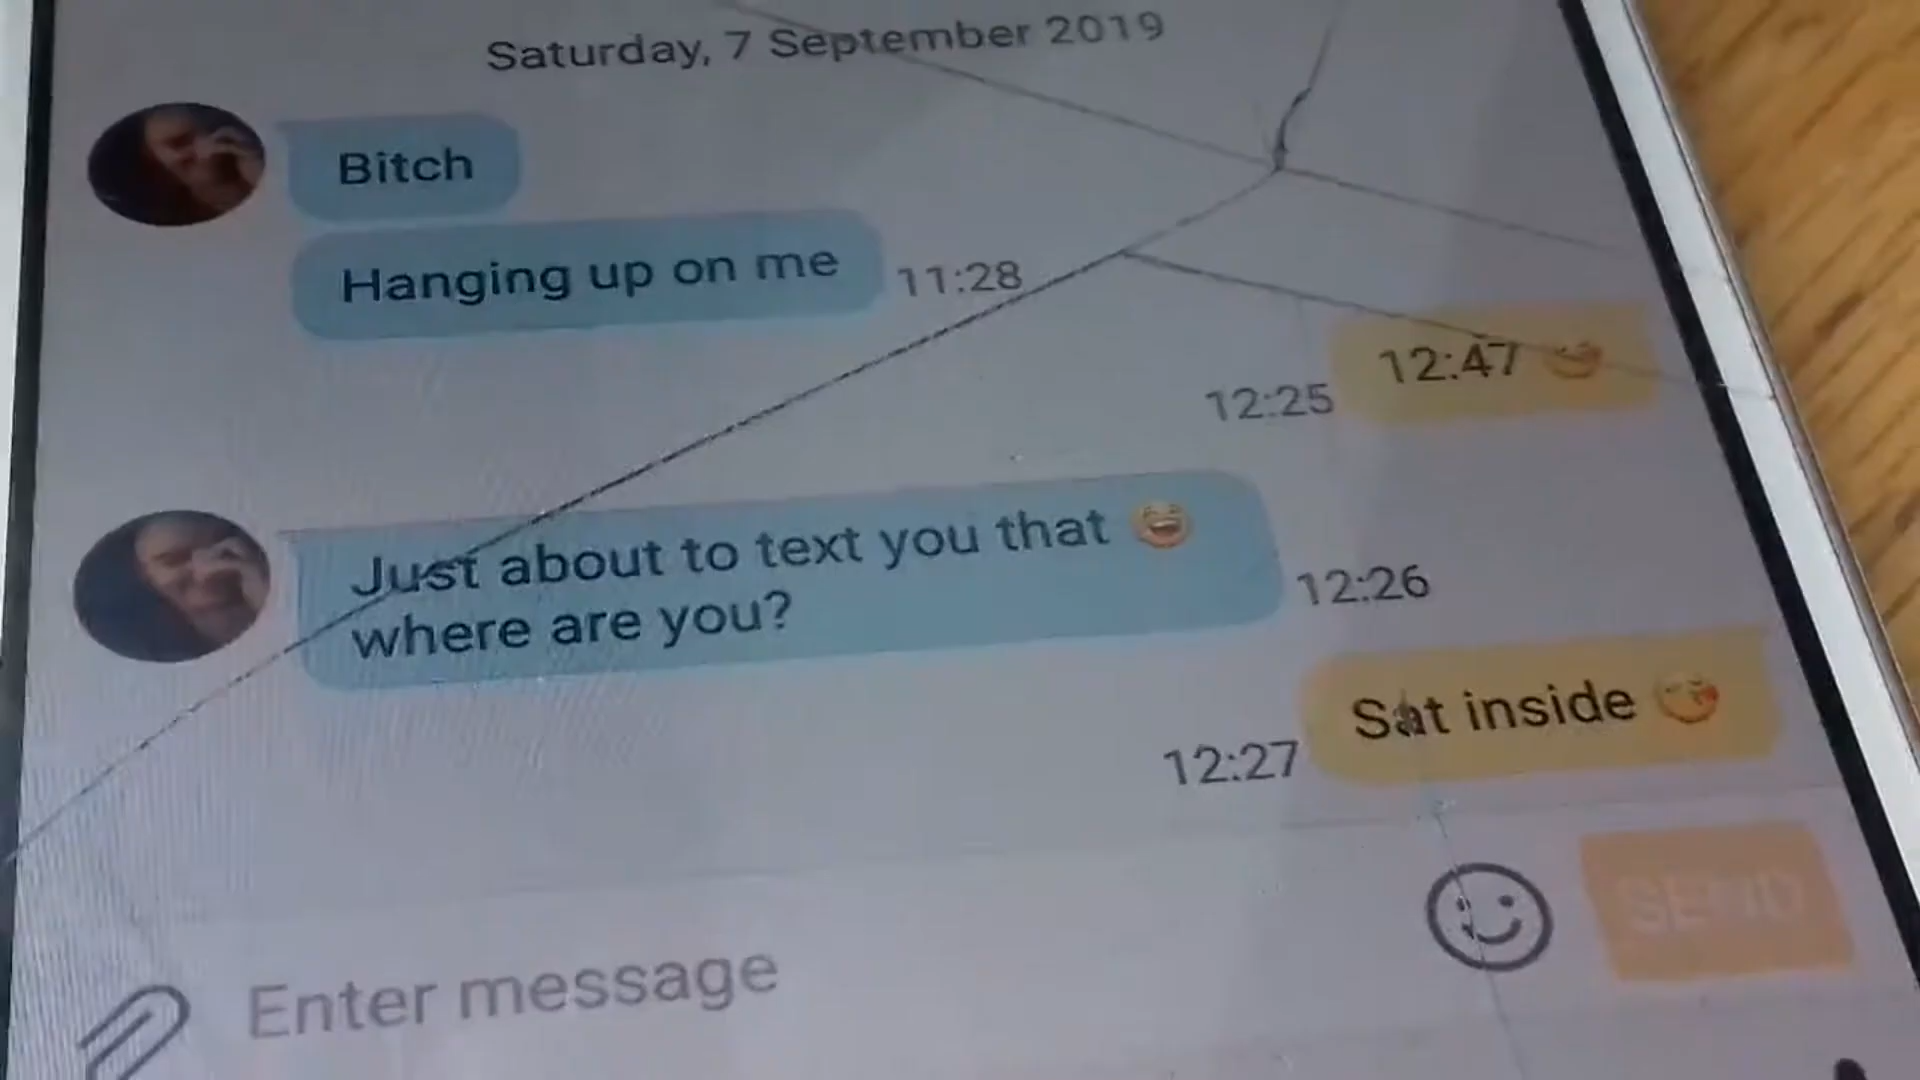 Saturday, 7 September 2019
Bitch
Hanging up on me
11:28
12:47 😉
12:25
Just about to text you that 😄
where are you?
12:26
Sat inside 😘
12:27
Enter message
SEND